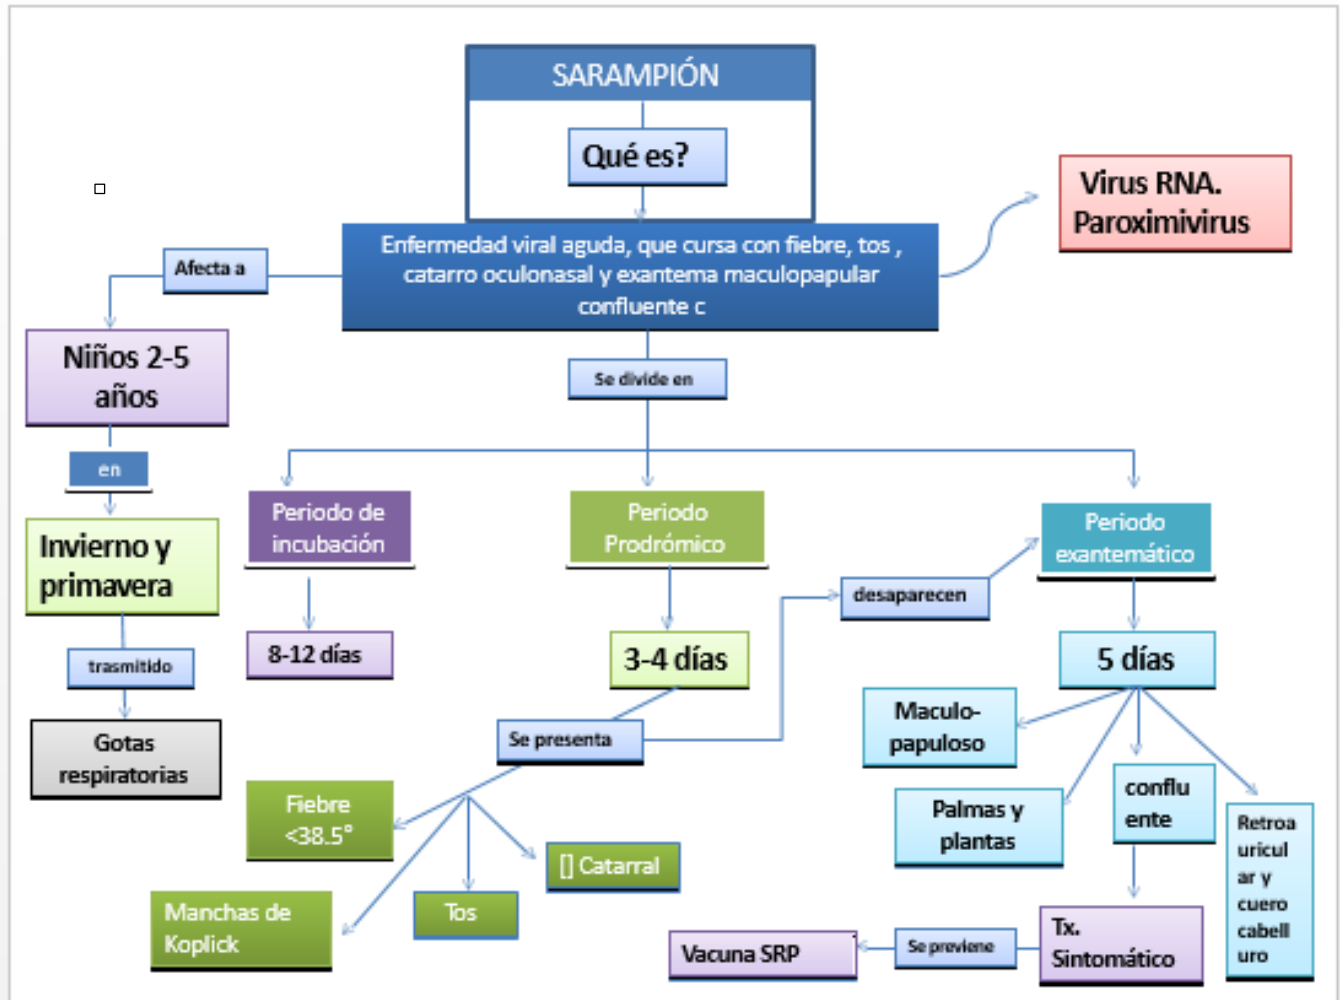 SARAMPIÓN
Qué es?
Virus RNA.
Paroximivirus
Enfermedad viral aguda, que cursa con fiebre, tos ,
catarro oculonasal y exantema maculopapular
confluente c
Afecta a
Niños 2-5
años
en
Invierno y
primavera
trasmitido
Gotas
respiratorias
Se divide en
Periodo de
incubación
8-12 días
Periodo
Prodrómico
3-4 días
Se presenta
Fiebre
<38.5°
Manchas de
Koplick
Tos
[] Catarral
desaparecen
Periodo
exantemático
5 días
Maculo-
papuloso
Palmas y
plantas
conflu
ente
Retroa
uricul
ar y
cuero
cabell
uro
Tx.
Sintomático
Se previene
Vacuna SRP